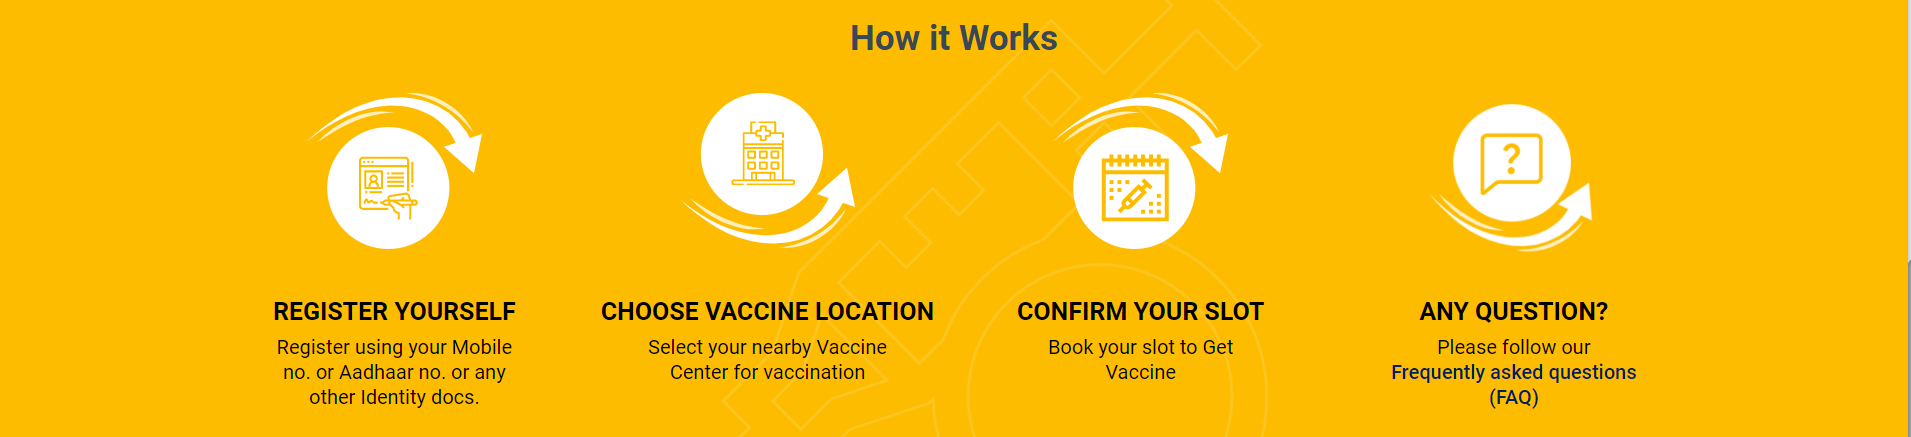 How it Works
REGISTER YOURSELF
Register using your Mobile
no. or Aadhaar no. or any
other Identity docs.
CHOOSE VACCINE LOCATION
Select your nearby Vaccine
Center for vaccination
CONFIRM YOUR SLOT
Book your slot to Get
Vaccine
ANY QUESTION?
Please follow our
Frequently asked questions
(FAQ)